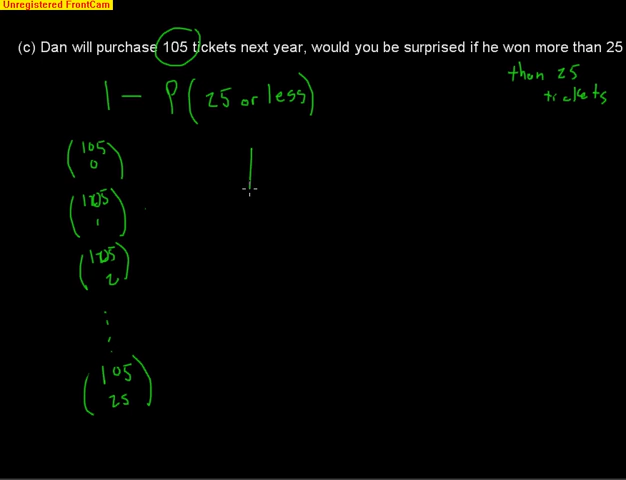 Unregistered FrontCam
(c) Dan will purchase 105 tickets next year, would you be surprised if he won more than 25
than 25
tickets
1 - P(25 or less)
(105
0)
(105
1)
(105
2)
⋮
(105
25)